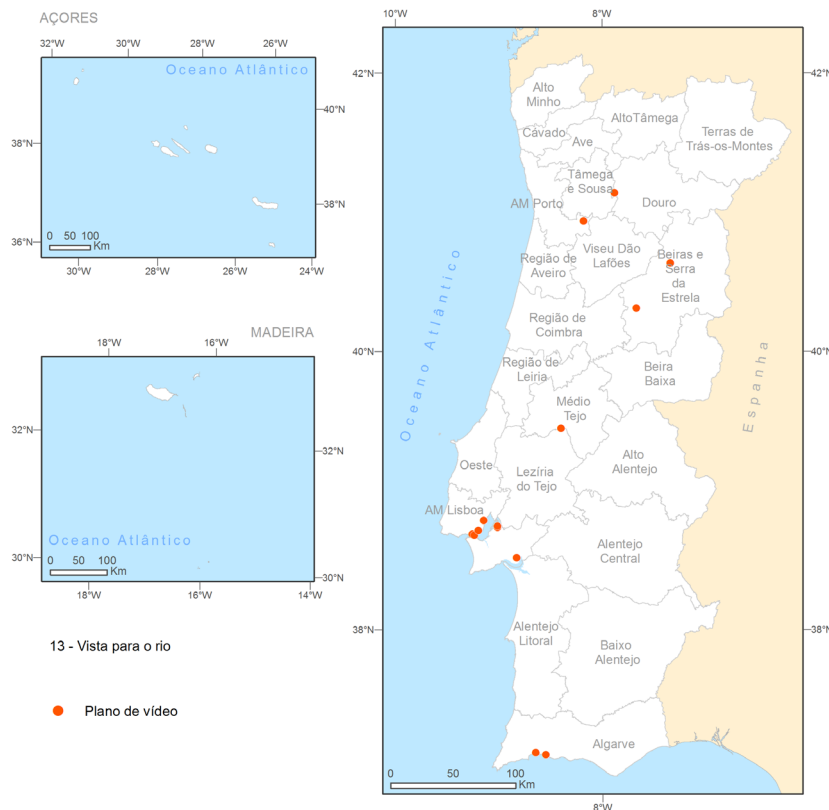 AÇORES
32°W 30°W 28°W 26°W
Oceano Atlântico
40°N
38°N
38°N
36°N
0 50 100
Km
30°W 28°W 26°W 24°W
MADEIRA
18°W 16°W
32°N
32°N
Oceano Atlântico
30°N
30°N
0 50 100
Km
18°W 16°W 14°W
13 - Vista para o rio
Plano de vídeo
10°W 8°W
42°N
42°N
Alto
Minho
AltoTâmega
Terras de
Trás-os-Montes
Cávado
Ave
Tâmega
e Sousa
AM Porto
Douro
Viseu Dão
Lafões
Região de
Aveiro
Beiras e
Serra
da
Estrela
Região de
Coimbra
Oceano Atlântico
40°N
40°N
Região de
Leiria
Beira
Baixa
Espanha
Médio
Tejo
Oeste
Lezíria
do Tejo
Alto
Alentejo
AM Lisboa
Alentejo
Central
38°N
38°N
Alentejo
Litoral
Baixo
Alentejo
Algarve
0 50 100
Km
8°W